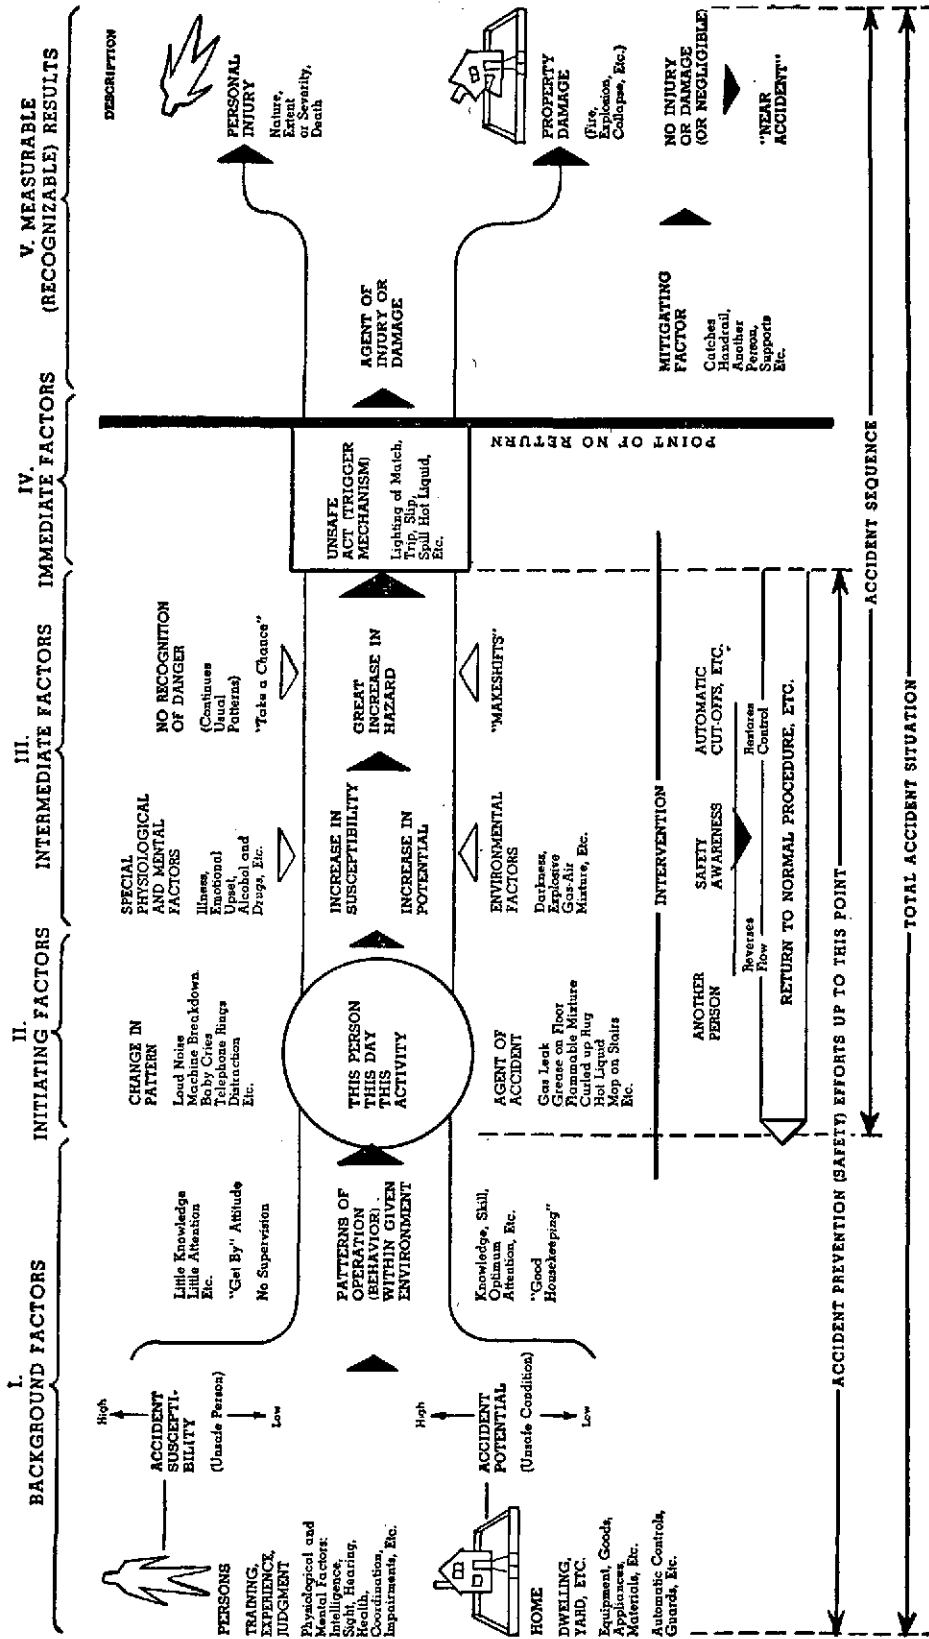 I.
BACKGROUND FACTORS
II.
INITIATING FACTORS
III.
INTERMEDIATE FACTORS
IV.
IMMEDIATE FACTORS
V. MEASURABLE
(RECOGNIZABLE) RESULTS
PERSONS
TRAINING,
EXPERIENCE,
JUDGMENT
Physiological and
Mental Factors:
Intelligence,
Sight, Hearing,
Health,
Coordination,
Impairments, Etc.
High
ACCIDENT
SUSCEPTI-
BILITY
(Unsafe Person)
Low
HOME
DWELLING,
YARD, ETC.
Equipment, Goods,
Appliances,
Materials, Etc.
Automatic Controls,
Guards, Etc.
High
ACCIDENT
POTENTIAL
(Unsafe Condition)
Low
Little Knowledge
Little Attention
Etc.
"Get By" Attitude
No Supervision
PATTERNS OF
OPERATION
(BEHAVIOR)
WITHIN GIVEN
ENVIRONMENT
Knowledge, Skill,
Optimum
Attention, Etc.
"Good
Housekeeping"
CHANGE IN
PATTERN
Loud Noise
Machine Breakdown
Baby Cries
Telephone Rings
Distraction
Etc.
THIS PERSON
THIS DAY
THIS
ACTIVITY
AGENT OF
ACCIDENT
Gas Leak
Grease on Floor
Flammable Mixture
Curled up Rug
Hot Liquid
Mop on Stairs
Etc.
SPECIAL
PHYSIOLOGICAL
AND MENTAL
FACTORS
Illness,
Emotional
Upset,
Alcohol and
Drugs, Etc.
INCREASE IN
SUSCEPTIBILITY
INCREASE IN
POTENTIAL
ENVIRONMENTAL
FACTORS
Darkness,
Explosive
Gas-Air
Mixture, Etc.
NO RECOGNITION
OF DANGER
(Continues
Usual
Patterns)
"Take a Chance"
GREAT
INCREASE IN
HAZARD
"MAKESHIFTS"
UNSAFE
ACT (TRIGGER
MECHANISM)
Lighting of Match,
Trip, Slip,
Spill Hot Liquid,
Etc.
POINT OF NO RETURN
AGENT OF
INJURY OR
DAMAGE
MITIGATING
FACTOR
Catches
Handrail,
Another
Person,
Supports
Etc.
DESCRIPTION
PERSONAL
INJURY
Nature,
Extent
or Severity,
Death
PROPERTY
DAMAGE
(Fire,
Explosion,
Collapse, Etc.)
NO INJURY
OR DAMAGE
(OR NEGLIGIBLE)
"NEAR
ACCIDENT"
INTERVENTION
ANOTHER
PERSON
SAFETY
AWARENESS
AUTOMATIC
CUT-OFFS, ETC.
Reverses
Flow
Restores
Control
RETURN TO NORMAL PROCEDURE, ETC.
ACCIDENT PREVENTION (SAFETY) EFFORTS UP TO THIS POINT
ACCIDENT SEQUENCE
TOTAL ACCIDENT SITUATION